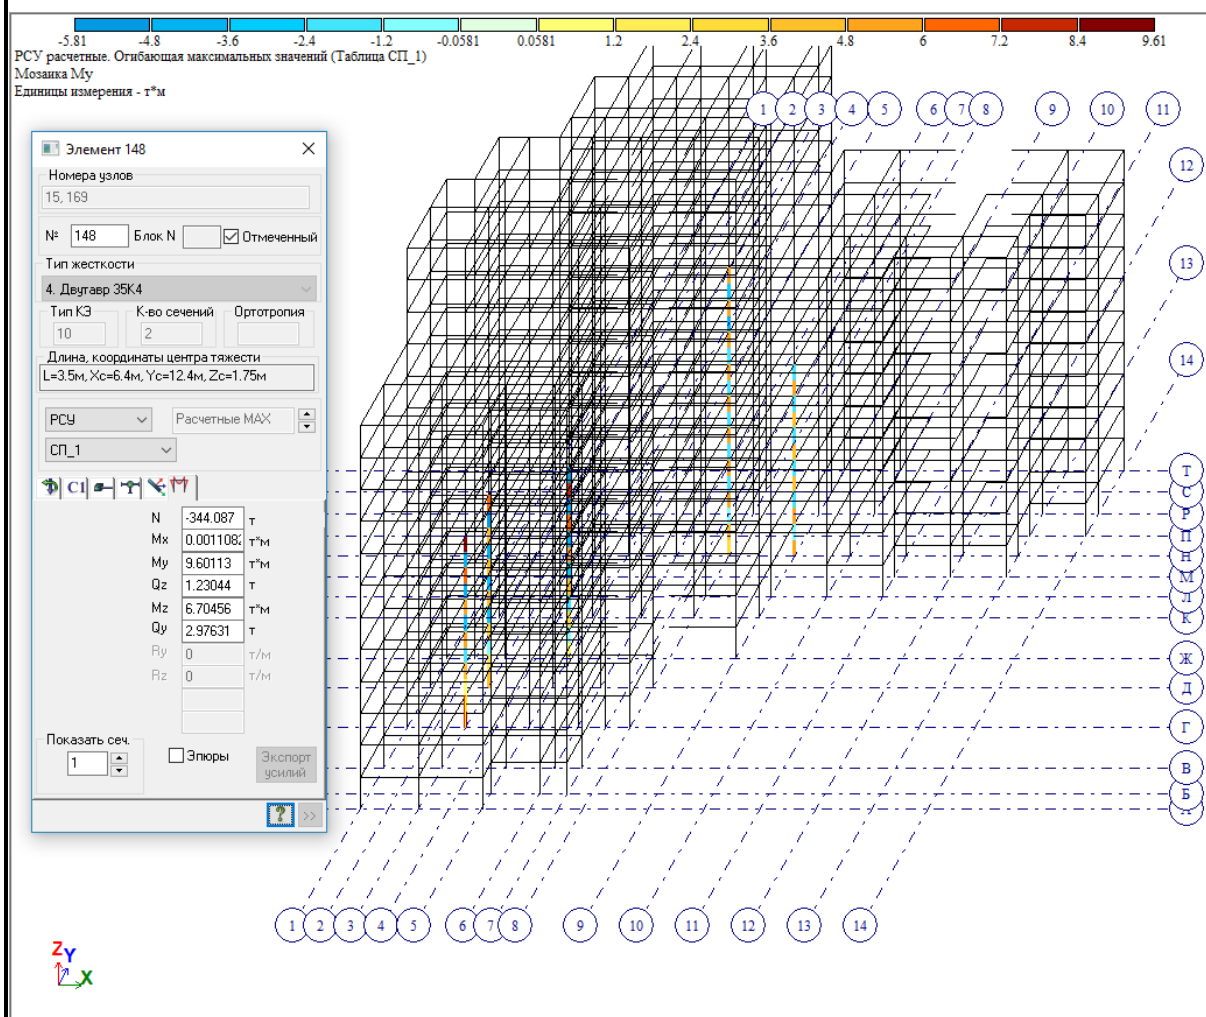 -5.81 -4.8 -3.6 -2.4 -1.2 -0.0581 0.0581 1.2 2.4 3.6 4.8 6 7.2 8.4 9.61
РСУ расчетные. Огибающая максимальных значений (Таблица СП_1)
Мозаика My
Единицы измерения - т*м
1 2 3 4 5 6 7 8 9 10 11
12
13
14
Элемент 148
Номера узлов
15, 169
№ 148 Блок N Отмеченный
Тип жесткости
4. Двутавр 35К4
Тип КЭ К-во сечений Ортотропия
10 2
Длина, координаты центра тяжести
L=3.5м, Xc=6.4м, Yc=12.4м, Zc=1.75м
РСУ Расчетные MAX
СП_1
C1
N -344.087 т
Mx 0.0011082 т*м
My 9.60113 т*м
Qz 1.23044 т
Mz 6.70456 т*м
Qy 2.97631 т
Ry 0 т/м
Rz 0 т/м
Показать сеч.
1 Эпюры Экспорт
усилий
? >>
Т
С
Р
П
Н
М
Л
К
Ж
Д
Г
В
Б
А
1 2 3 4 5 6 7 8 9 10 11 12 13 14
Z
Y
X